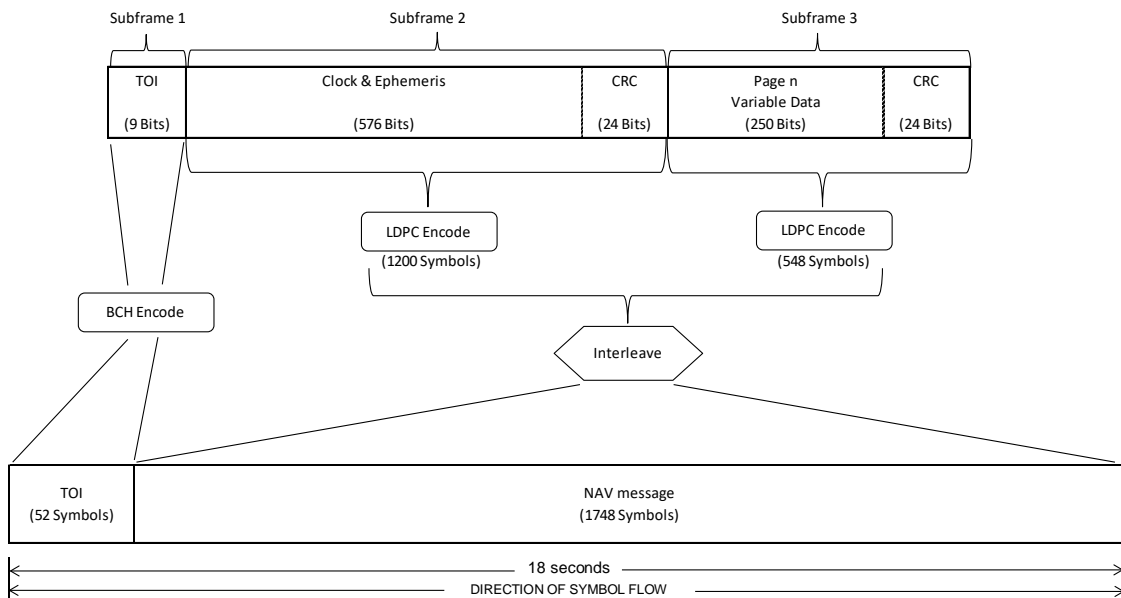 Subframe 1
Subframe 2
Subframe 3
TOI
(9 Bits)
Clock & Ephemeris
(576 Bits)
CRC
(24 Bits)
Page n
Variable Data
(250 Bits)
CRC
(24 Bits)
LDPC Encode
(1200 Symbols)
LDPC Encode
(548 Symbols)
BCH Encode
Interleave
TOI
(52 Symbols)
NAV message
(1748 Symbols)
18 seconds
DIRECTION OF SYMBOL FLOW